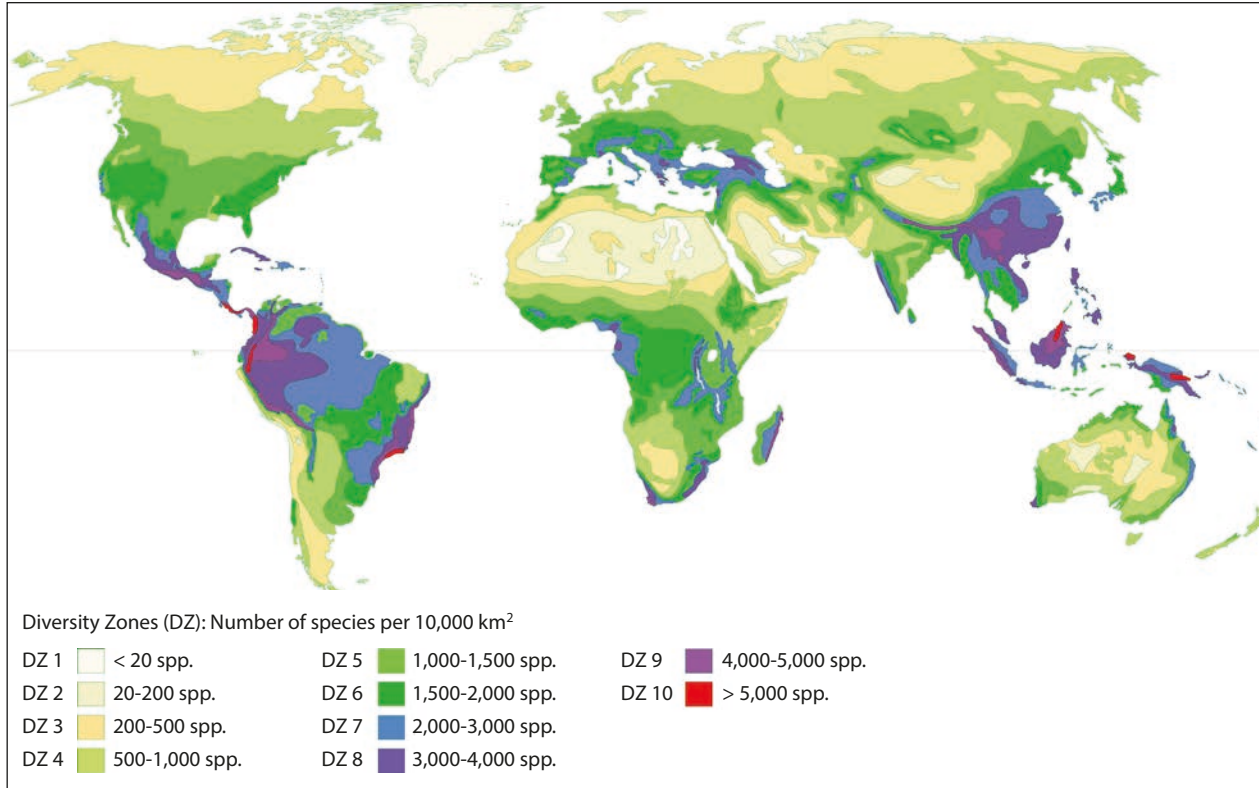 Diversity Zones (DZ): Number of species per 10,000 km²
DZ 1 < 20 spp.
DZ 2 20-200 spp.
DZ 3 200-500 spp.
DZ 4 500-1,000 spp.
DZ 5 1,000-1,500 spp.
DZ 6 1,500-2,000 spp.
DZ 7 2,000-3,000 spp.
DZ 8 3,000-4,000 spp.
DZ 9 4,000-5,000 spp.
DZ 10 > 5,000 spp.